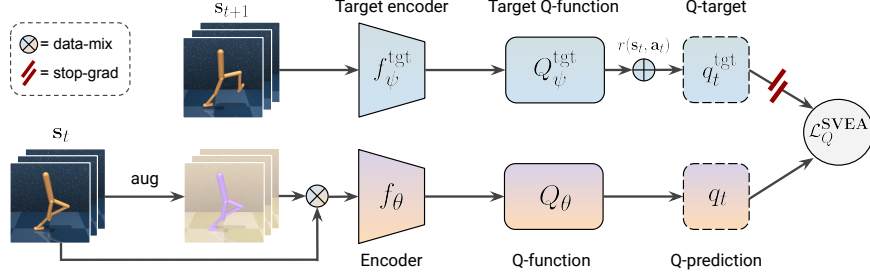 s_{t+1}
Target encoder
Target Q-function
Q-target
= data-mix
= stop-grad
f_ψ^tgt
Q_ψ^tgt
r(s_t, a_t)
q_t^tgt
L_Q^SVEA
s_t
aug
f_θ
Q_θ
q_t
Encoder
Q-function
Q-prediction